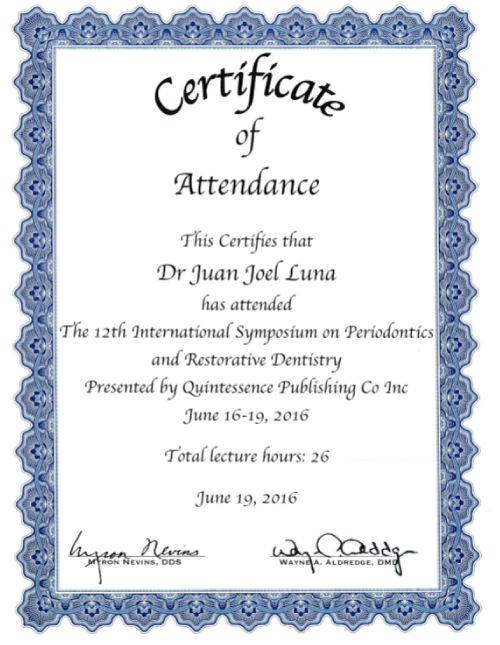 Certificate
of
Attendance
This Certifies that
Dr Juan Joel Luna
has attended
The 12th International Symposium on Periodontics
and Restorative Dentistry
Presented by Quintessence Publishing Co Inc
June 16-19, 2016
Total lecture hours: 26
June 19, 2016
Myron Nevins
MYRON NEVINS, DDS
WAYNE A. ALDREDGE, DMD